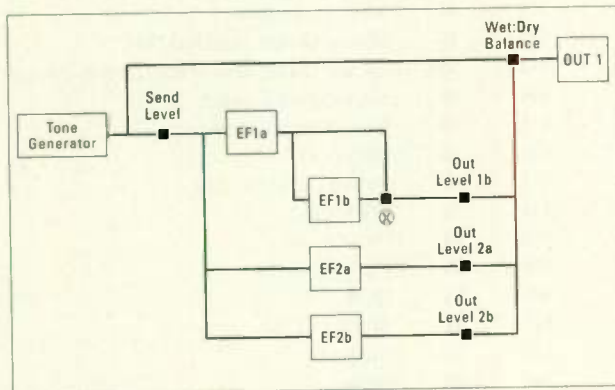 Wet:Dry
Balance
OUT 1
Send
Level
Tone
Generator
EF1a
EF1b
Out
Level 1b
Out
Level 2a
EF2a
Out
Level 2b
EF2b